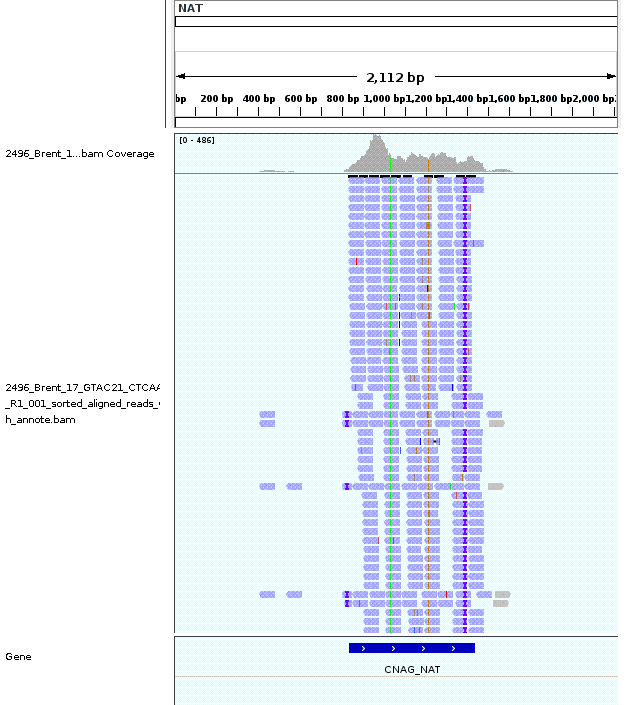 NAT
2,112 bp
bp 200 bp 400 bp 600 bp 800 bp 1,000 bp 1,200 bp 1,400 bp 1,600 bp 1,800 bp 2,000 bp
[0 - 486]
2496_Brent_1...bam Coverage
2496_Brent_17_GTAC21_CTCAA
_R1_001_sorted_aligned_reads_
h_annote.bam
Gene
CNAG_NAT